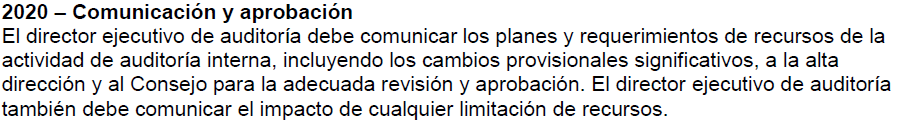 2020 – Comunicación y aprobación
El director ejecutivo de auditoría debe comunicar los planes y requerimientos de recursos de la
actividad de auditoría interna, incluyendo los cambios provisionales significativos, a la alta
dirección y al Consejo para la adecuada revisión y aprobación. El director ejecutivo de auditoría
también debe comunicar el impacto de cualquier limitación de recursos.